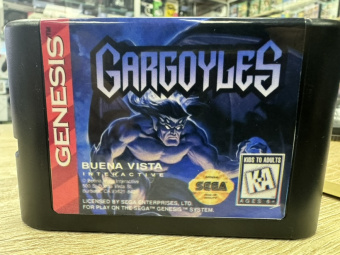 GENESIS
GARGOYLES
BUENA VISTA
INTERACTIVE
KIDS TO ADULTS
KA
AGES 6+
SEGA
LICENSED BY SEGA ENTERPRISES, LTD.
FOR PLAY ON THE SEGA™ GENESIS™ SYSTEM.